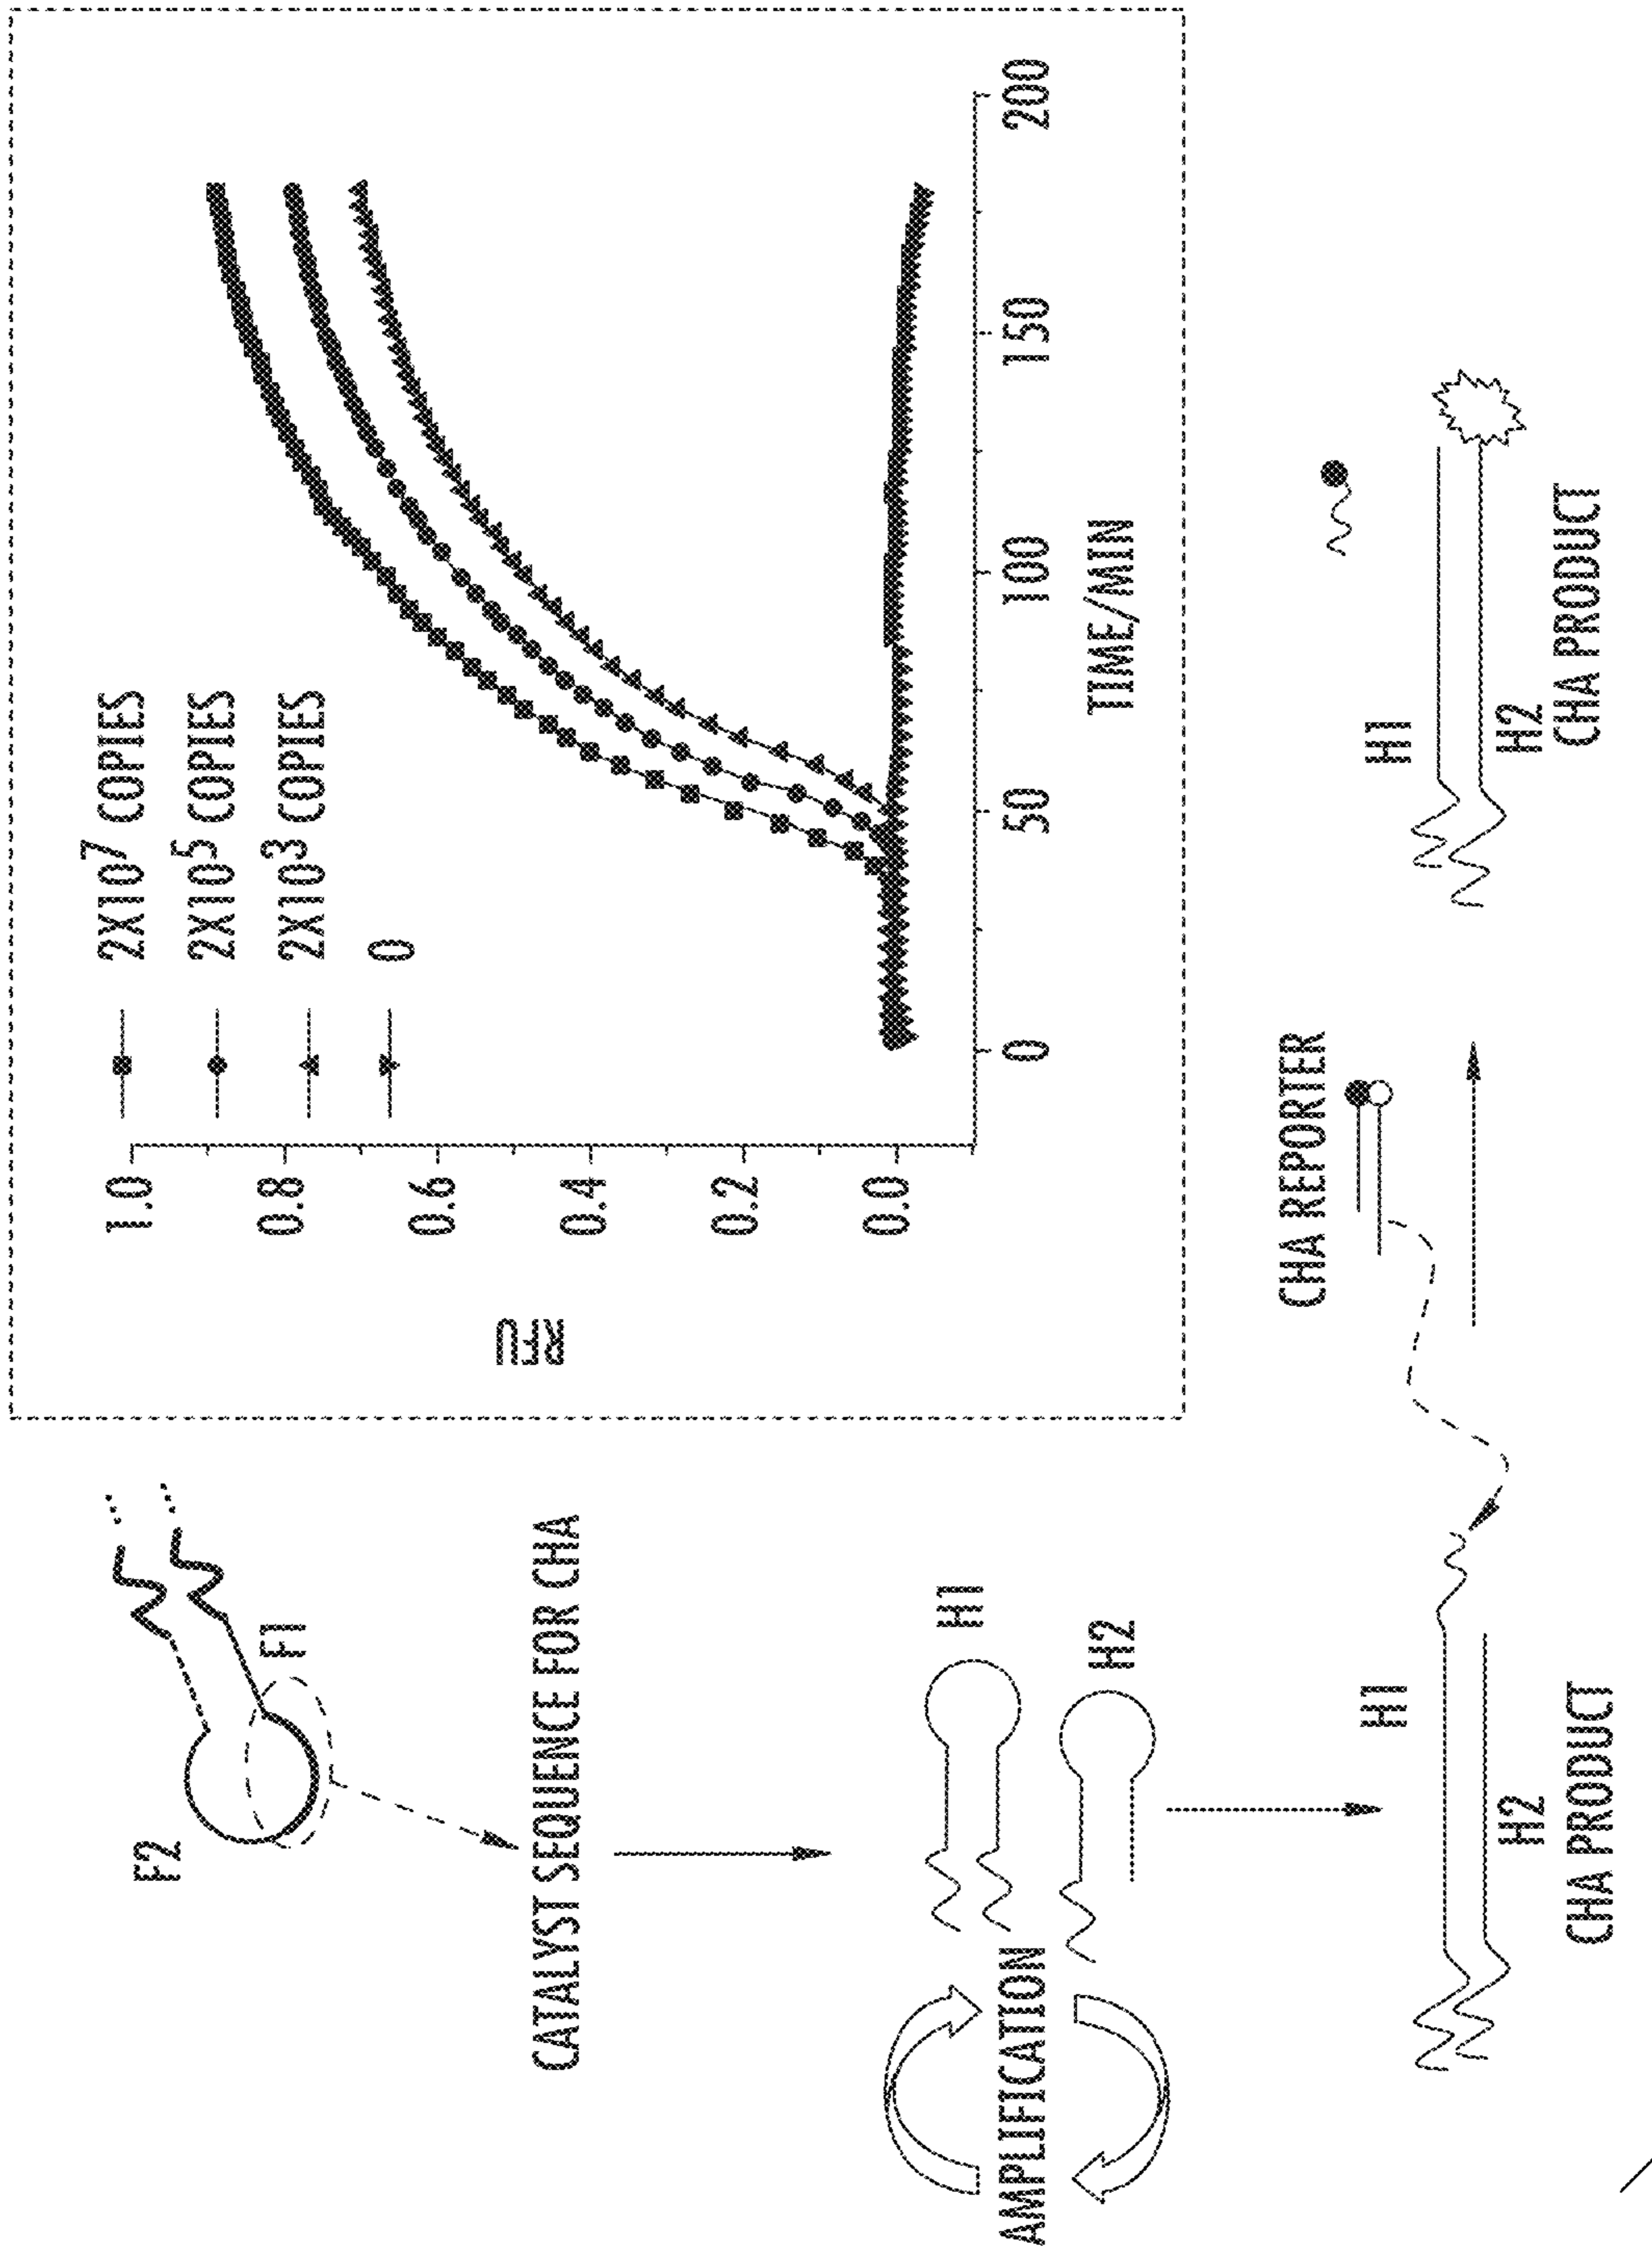 F2
F1
CATALYST SEQUENCE FOR CHA
AMPLIFICATION
H1
H2
H1
H2
CHA PRODUCT
CHA REPORTER
H1
H2
CHA PRODUCT
2X10⁷ COPIES
2X10⁵ COPIES
2X10³ COPIES
0
RFU
1.0
0.8
0.6
0.4
0.2
0.0
0 50 100 150 200
TIME/MIN